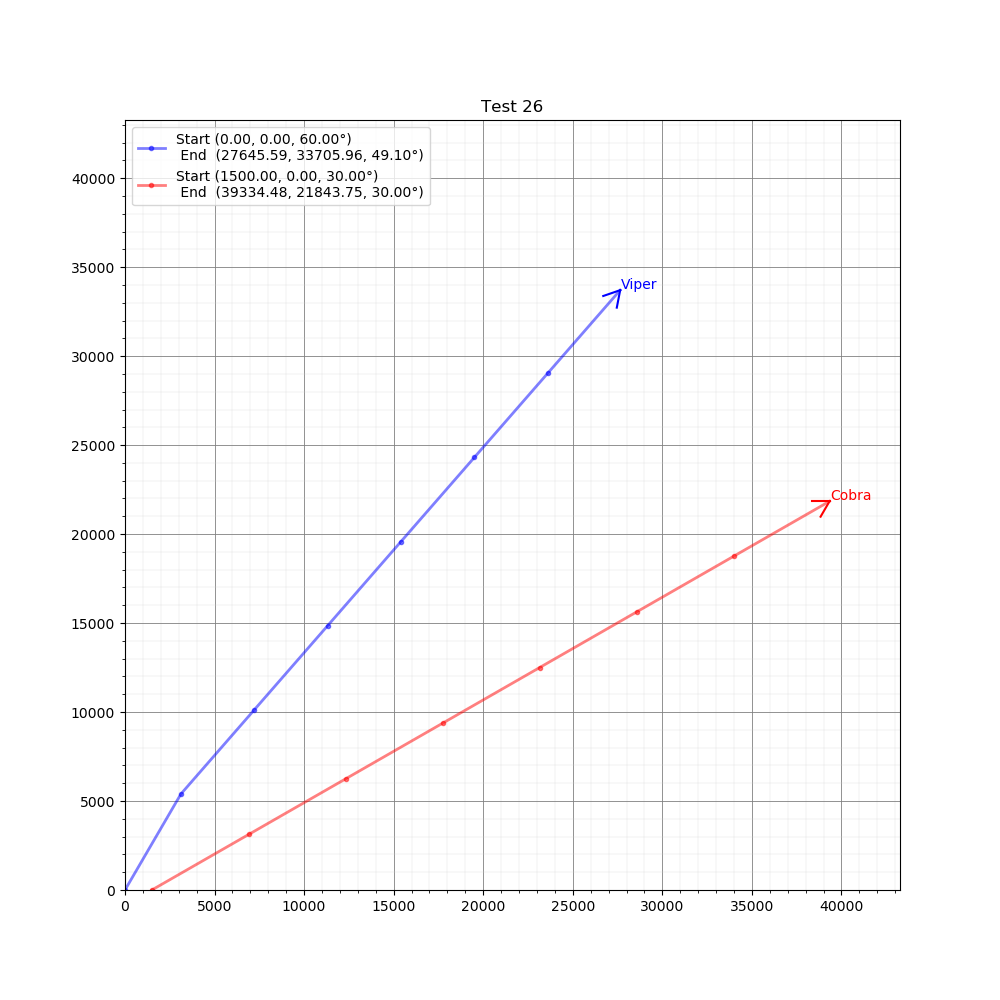 Test 26
Start (0.00, 0.00, 60.00°)
End  (27645.59, 33705.96, 49.10°)
Start (1500.00, 0.00, 30.00°)
End  (39334.48, 21843.75, 30.00°)
40000
35000
Viper
30000
25000
Cobra
20000
15000
10000
5000
0
0 5000 10000 15000 20000 25000 30000 35000 40000